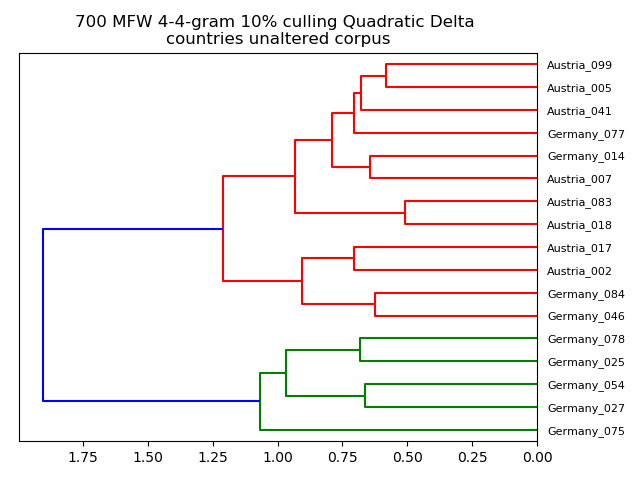 700 MFW 4-4-gram 10% culling Quadratic Delta
countries unaltered corpus
Austria_099
Austria_005
Austria_041
Germany_077
Germany_014
Austria_007
Austria_083
Austria_018
Austria_017
Austria_002
Germany_084
Germany_046
Germany_078
Germany_025
Germany_054
Germany_027
Germany_075
1.75 1.50 1.25 1.00 0.75 0.50 0.25 0.00